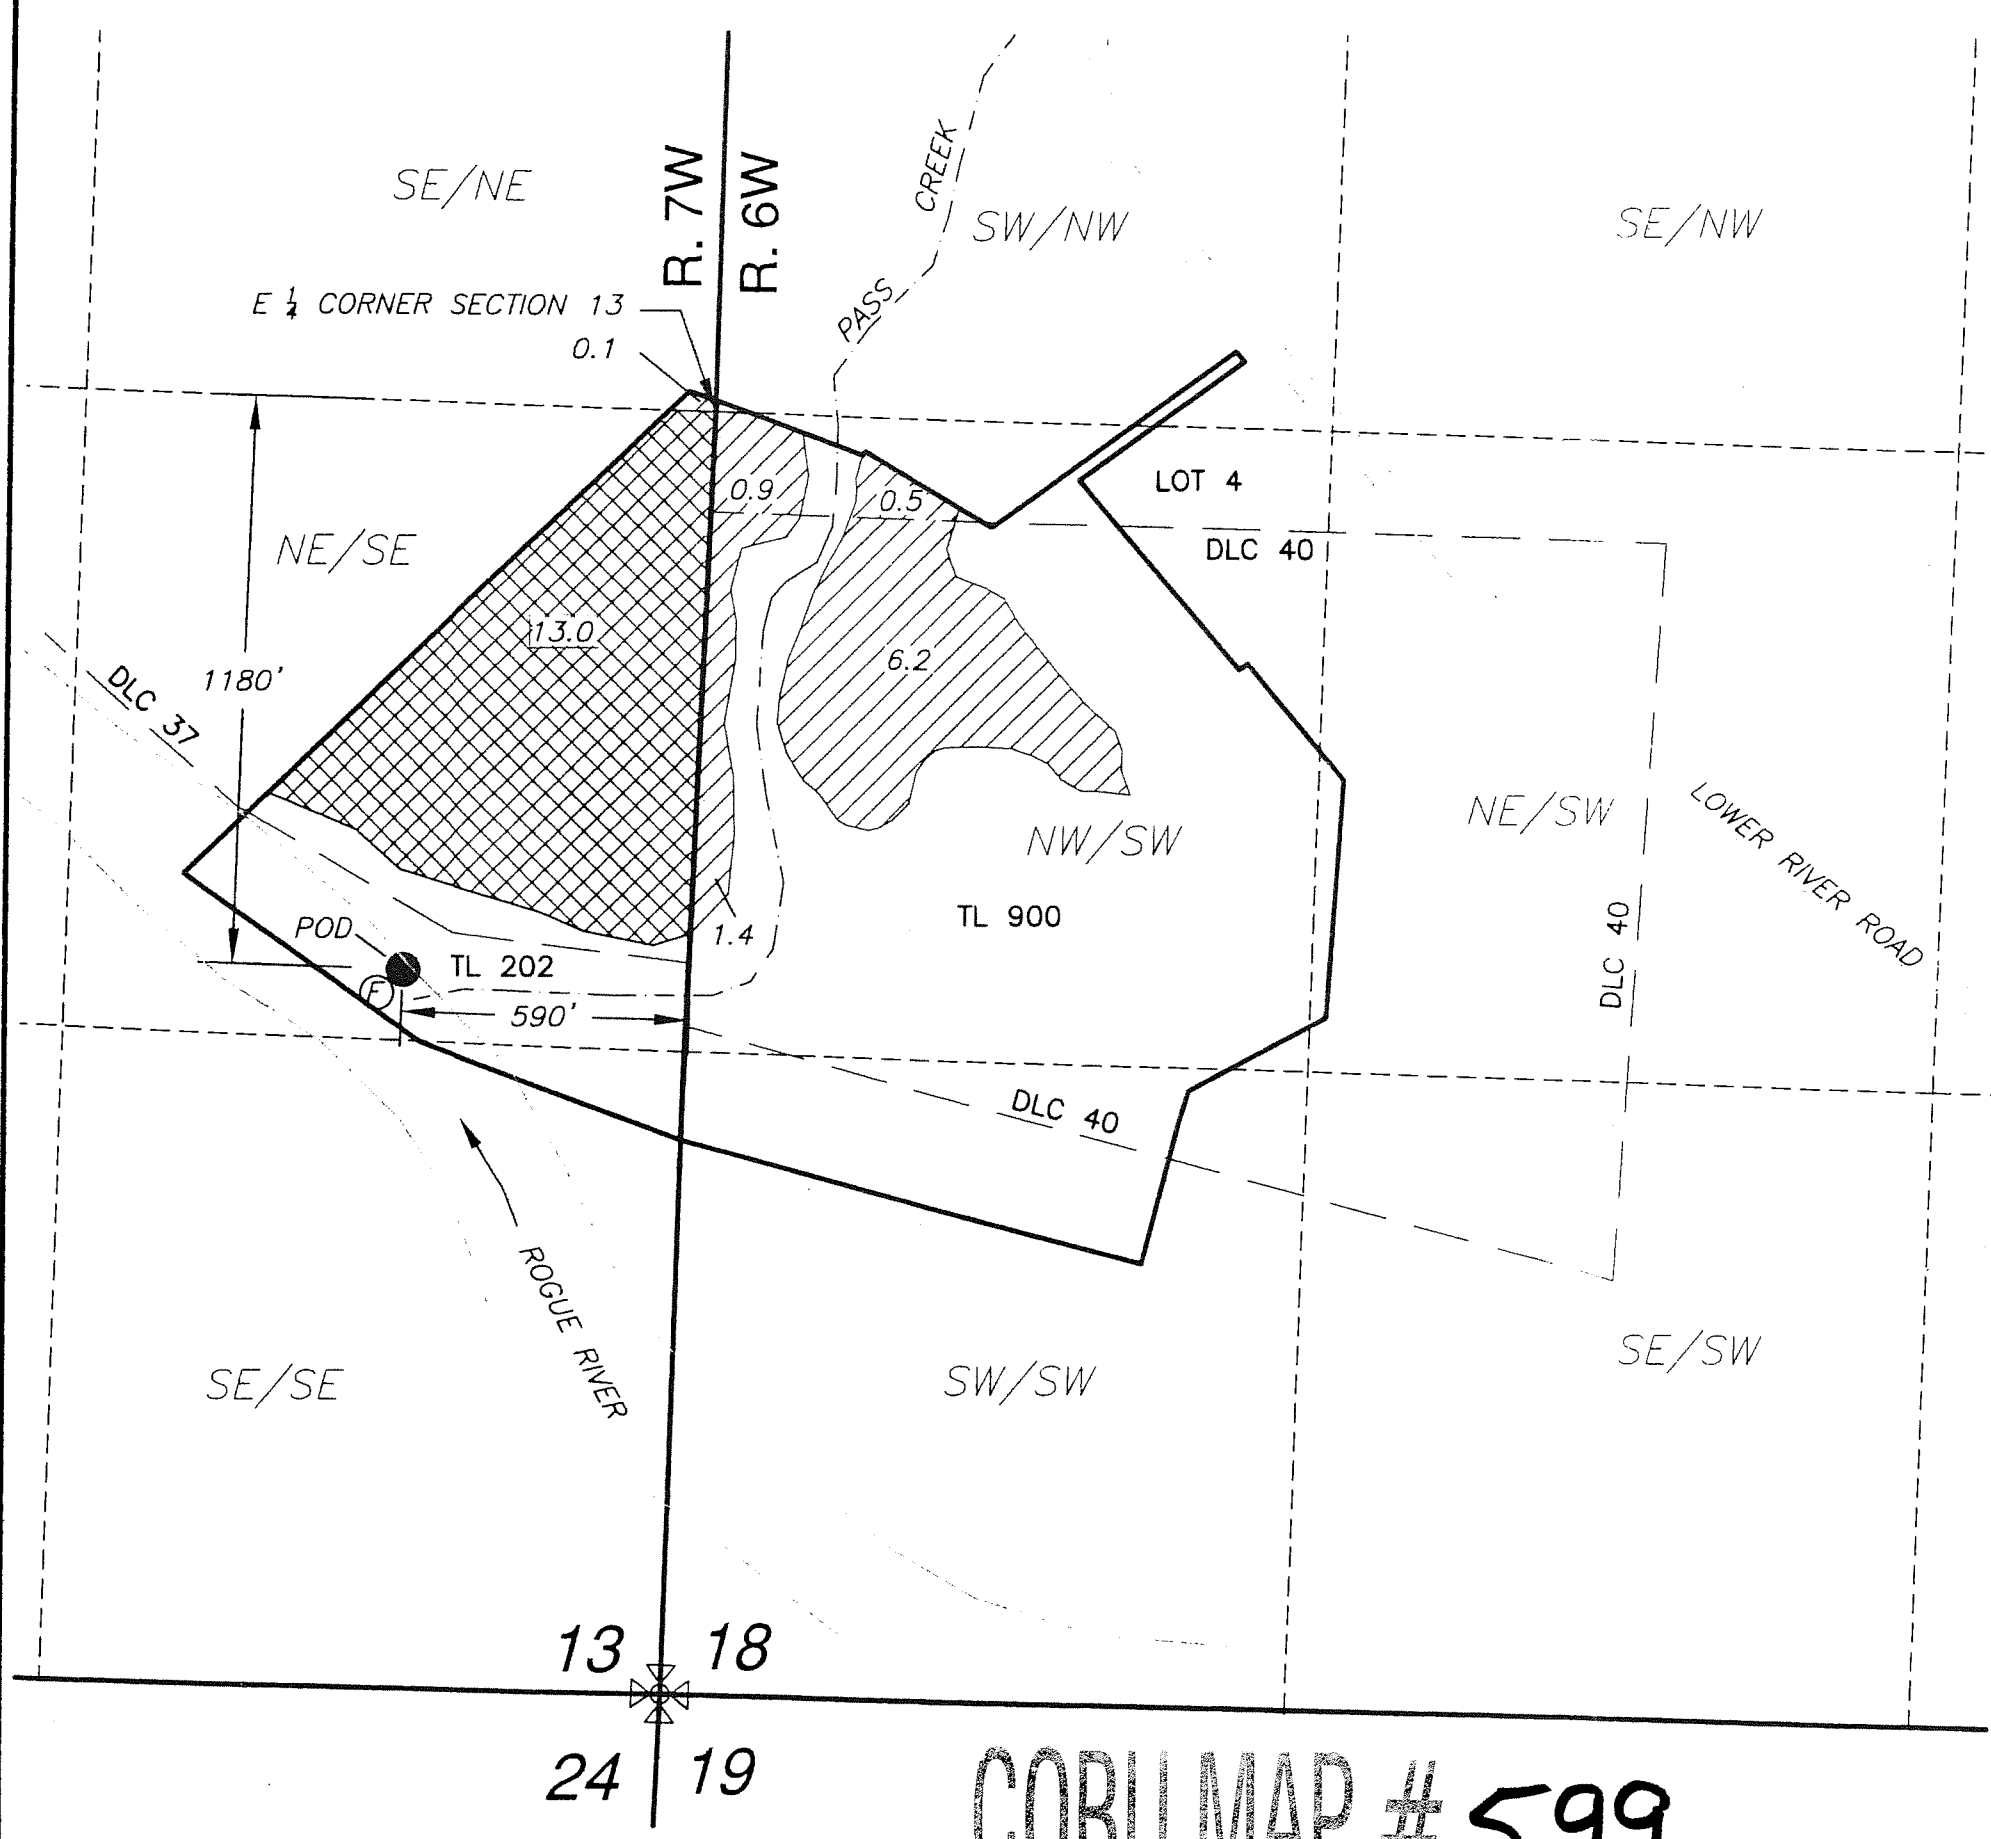 SE/NE
R. 7W
R. 6W
CREEK
PASS
SW/NW
SE/NW
E ¼ CORNER SECTION 13
0.1
0.9
0.5
LOT 4
DLC 40
NE/SE
13.0
6.2
1180'
DLC 37
NW/SW
NE/SW
LOWER RIVER ROAD
DLC 40
TL 900
1.4
POD
TL 202
F
590'
DLC 40
ROGUE RIVER
SE/SE
SW/SW
SE/SW
13 18
24 19
COBU MAP # 599